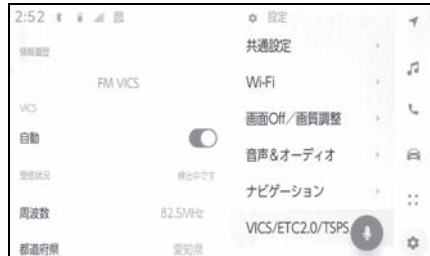 2:52
情報履歴
FM VICS
VICS
自動
受信状況 検出中です
周波数 82.5MHz
都道府県 愛知県
設定
共通設定
Wi-Fi
画面Off/画質調整
音声&オーディオ
ナビゲーション
VICS/ETC2.0/TSPS